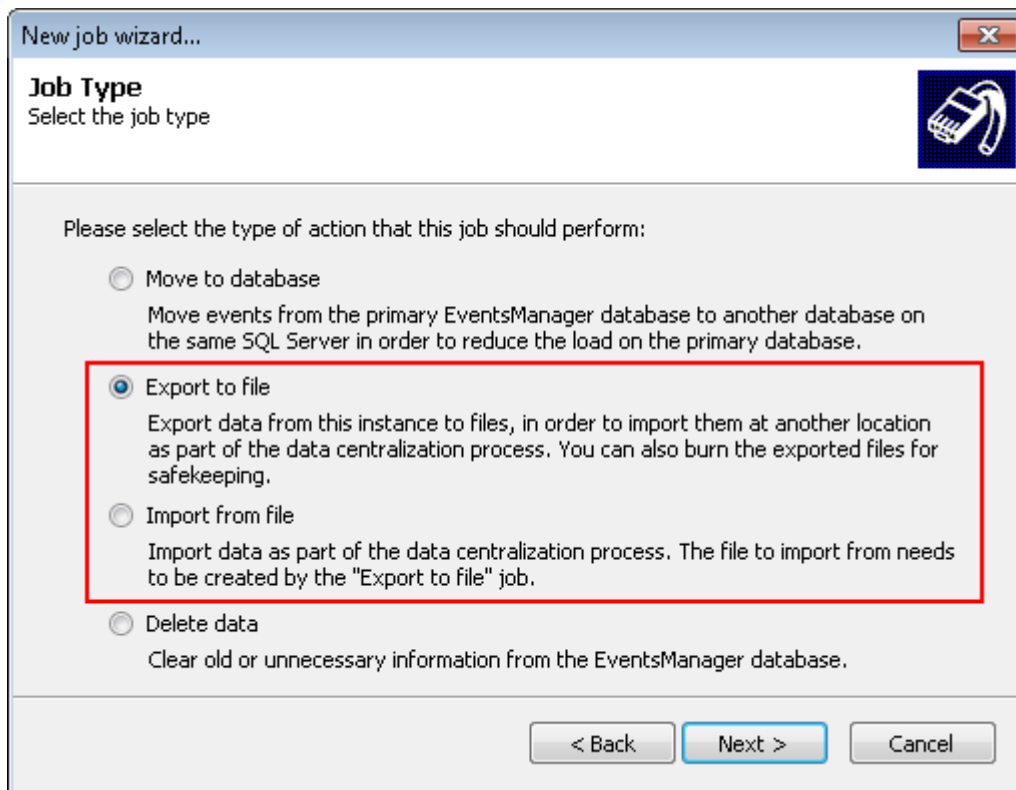 New job wizard...
Job Type
Select the job type
Please select the type of action that this job should perform:
Move to database
Move events from the primary EventsManager database to another database on
the same SQL Server in order to reduce the load on the primary database.
Export to file
Export data from this instance to files, in order to import them at another location
as part of the data centralization process. You can also burn the exported files for
safekeeping.
Import from file
Import data as part of the data centralization process. The file to import from needs
to be created by the "Export to file" job.
Delete data
Clear old or unnecessary information from the EventsManager database.
< Back Next > Cancel